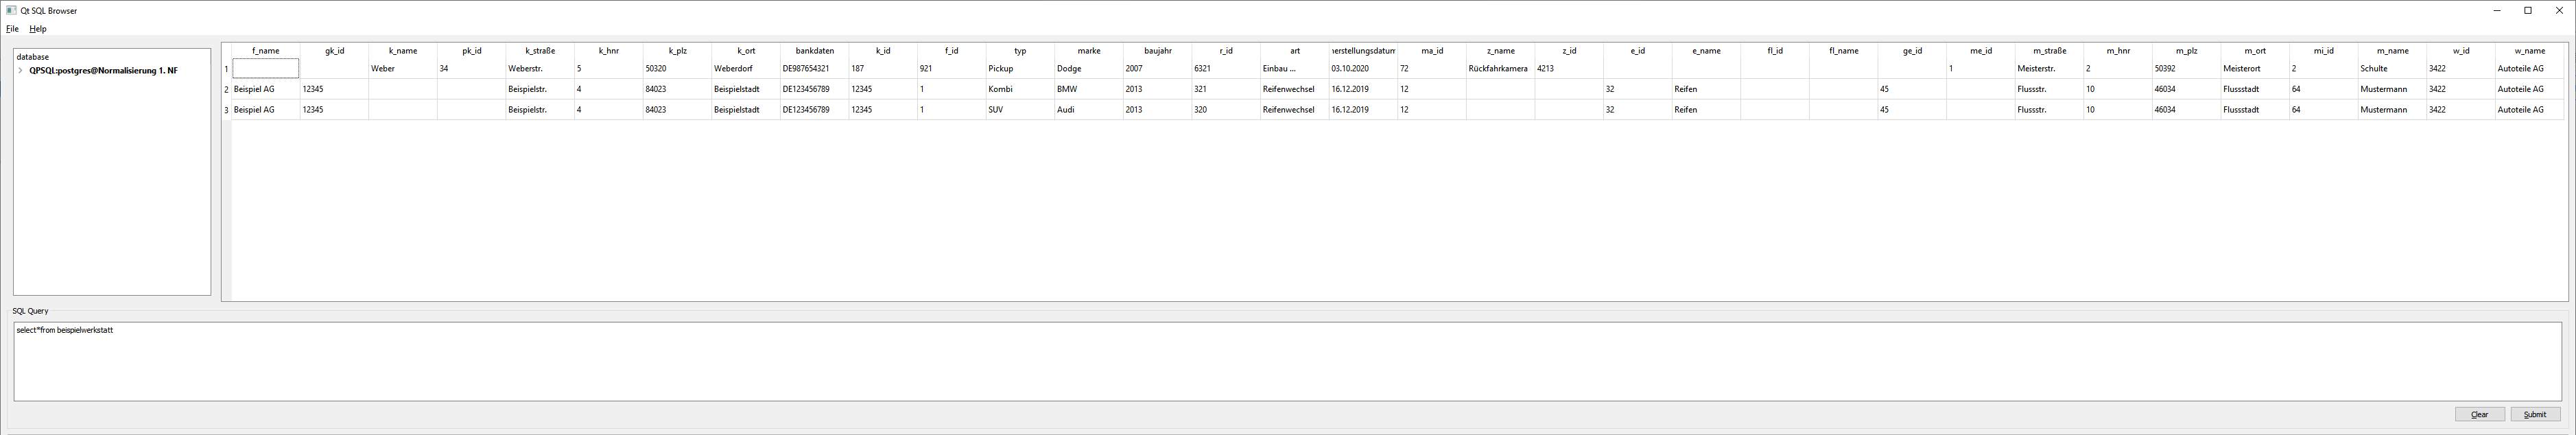 Qt SQL Browser
File Help
database
QPSQL:postgres@Normalisierung 1. NF
f_name gk_id k_name pk_id k_straße k_hnr k_plz k_ort bankdaten k_id f_id typ marke baujahr r_id art herstellungsdatum ma_id z_name z_id e_id e_name fl_id fl_name ge_id me_id m_straße m_hnr m_plz m_ort mi_id m_name w_id w_name
1 Weber 34 Weberstr. 5 50320 Weberdorf DE987654321 187 921 Pickup Dodge 2007 6321 Einbau ... 03.10.2020 72 Rückfahrkamera 4213 1 Meisterstr. 2 50392 Meisterort 2 Schulte 3422 Autoteile AG
2 Beispiel AG 12345 Beispielstr. 4 84023 Beispielstadt DE123456789 12345 1 Kombi BMW 2013 321 Reifenwechsel 16.12.2019 12 32 Reifen 45 Flussstr. 10 46034 Flussstadt 64 Mustermann 3422 Autoteile AG
3 Beispiel AG 12345 Beispielstr. 4 84023 Beispielstadt DE123456789 12345 1 SUV Audi 2013 320 Reifenwechsel 16.12.2019 12 32 Reifen 45 Flussstr. 10 46034 Flussstadt 64 Mustermann 3422 Autoteile AG
SQL Query
select*from beispielwerkstatt
Clear Submit